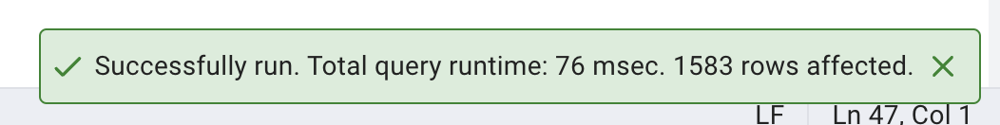 Successfully run. Total query runtime: 76 msec. 1583 rows affected.
LF Ln 47, Col 1